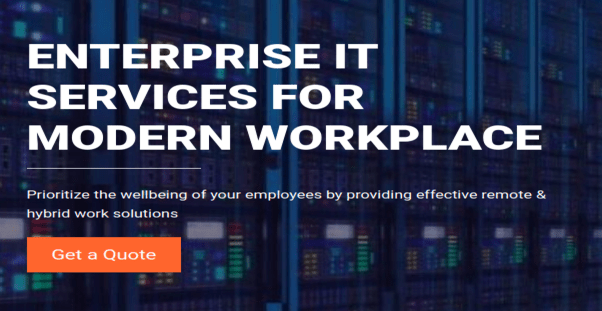 ENTERPRISE IT
SERVICES FOR
MODERN WORKPLACE
Prioritize the wellbeing of your employees by providing effective remote &
hybrid work solutions
Get a Quote